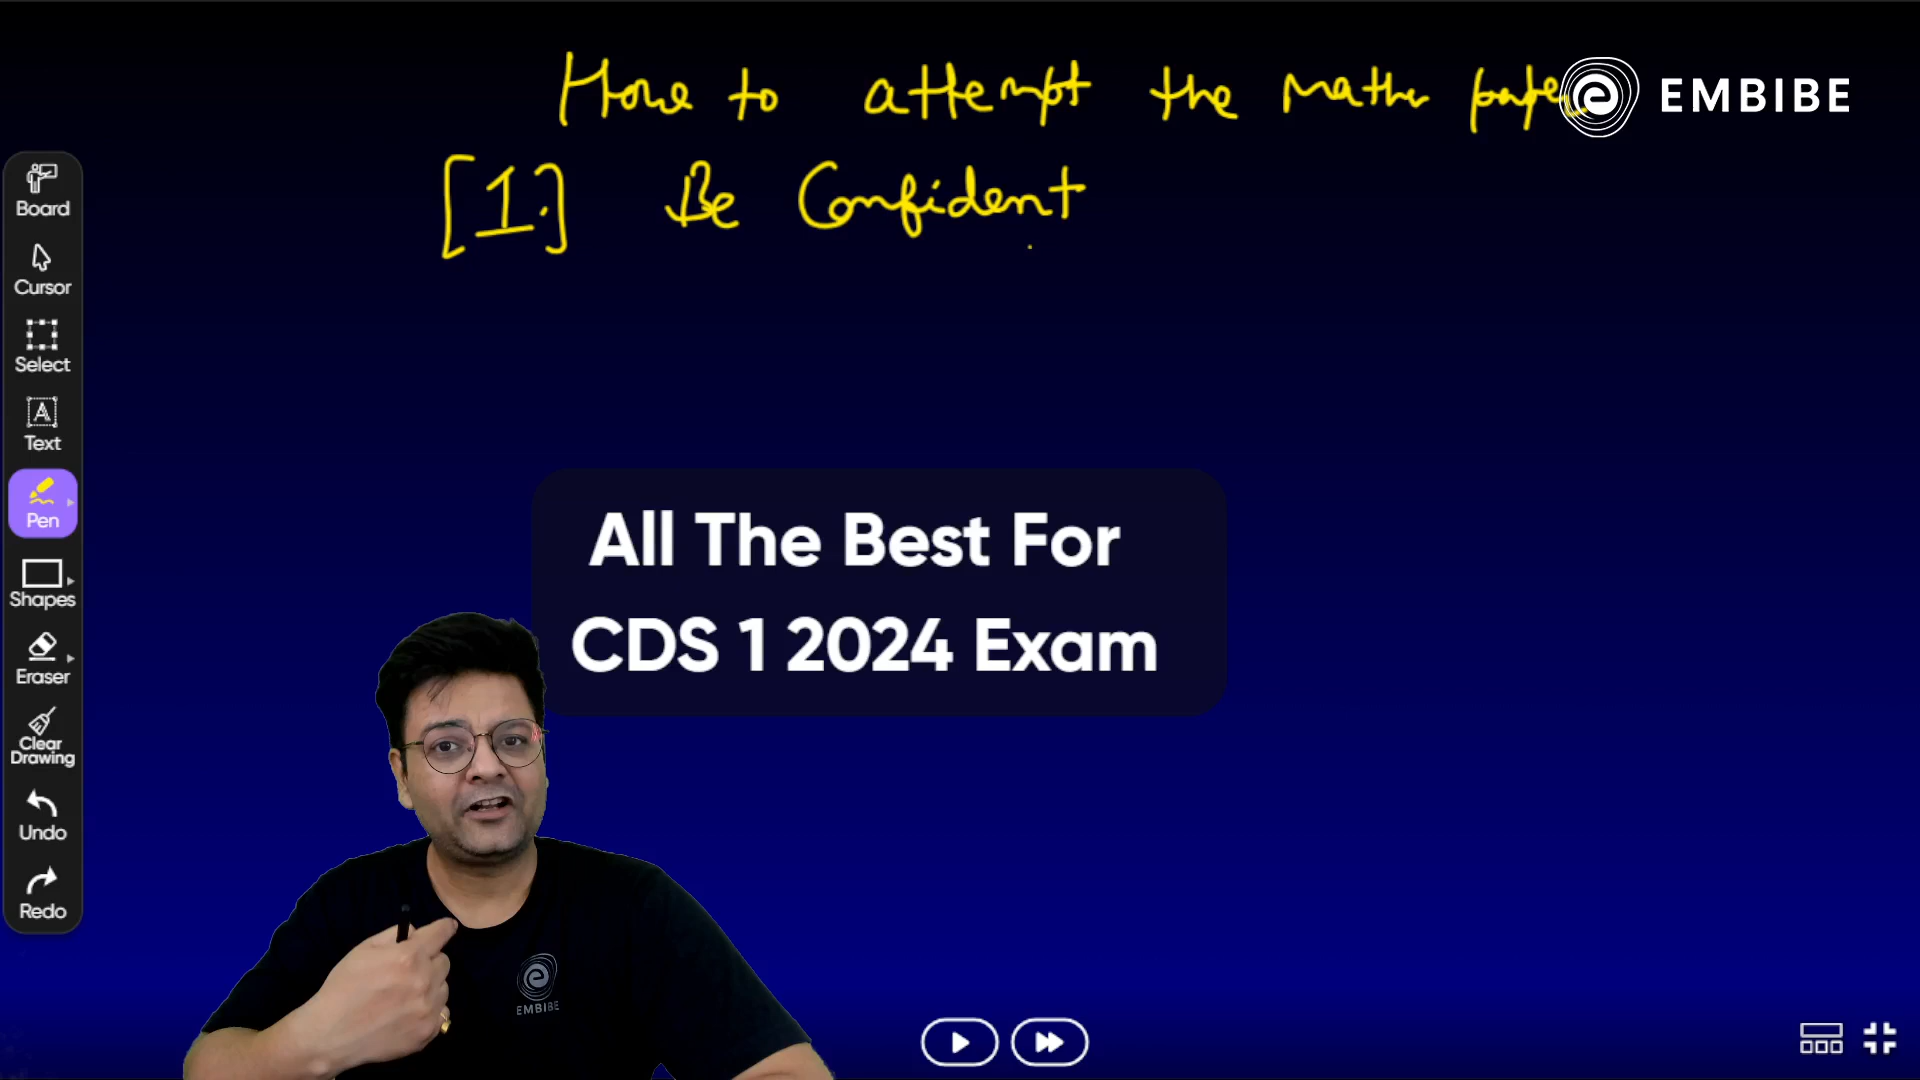 How to attempt the Maths pape
EMBIBE
[1.] Be Confident
Board
Cursor
Select
Text
Pen
Shapes
Eraser
Clear
Drawing
Undo
Redo
All The Best For
CDS 1 2024 Exam
EMBIBE